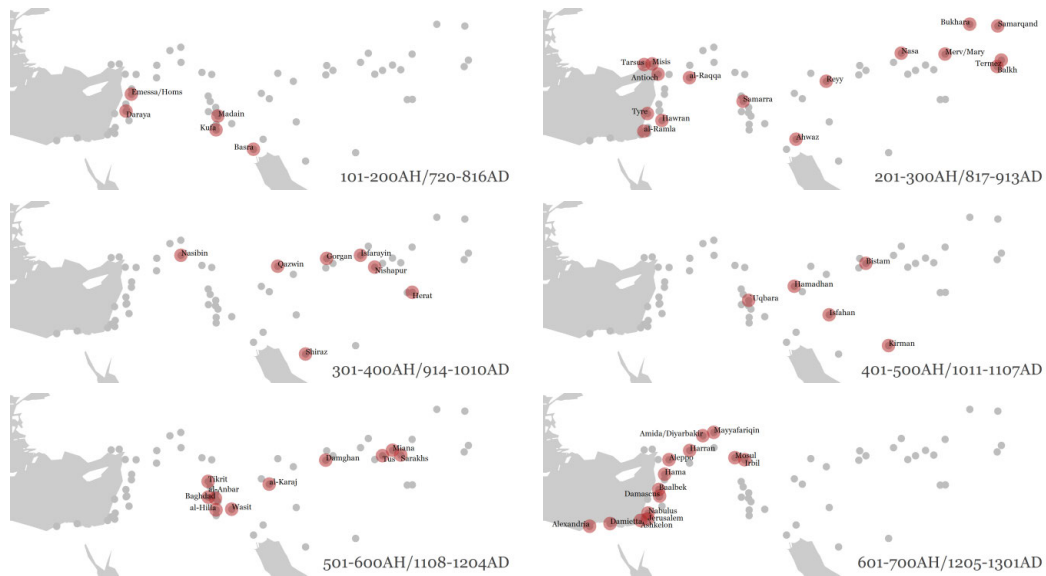 Emessa/Homs
Daraya
Madain
Kufa
Basra
101-200AH/720-816AD
Bukhara
Samarqand
Nasa
Merv/Mary
Tarsus
Misis
Antioch
al-Raqqa
Reyy
Termez
Balkh
Samarra
Tyre
Hawran
al-Ramla
Ahwaz
201-300AH/817-913AD
Nasibin
Qazwin
Gorgan
Isfarayin
Nishapur
Herat
Shiraz
301-400AH/914-1010AD
Bistam
Hamadhan
Uqbara
Isfahan
Kirman
401-500AH/1011-1107AD
Miana
Damghan
Tus
Sarakhs
Tikrit
al-Anbar
al-Karaj
Baghdad
al-Hilla
Wasit
501-600AH/1108-1204AD
Amida/Diyarbakir
Mayyafariqin
Harran
Aleppo
Mosul
Irbil
Hama
Baalbek
Damascus
Nabulus
Jerusalem
Alexandria
Damietta
Ashkelon
601-700AH/1205-1301AD